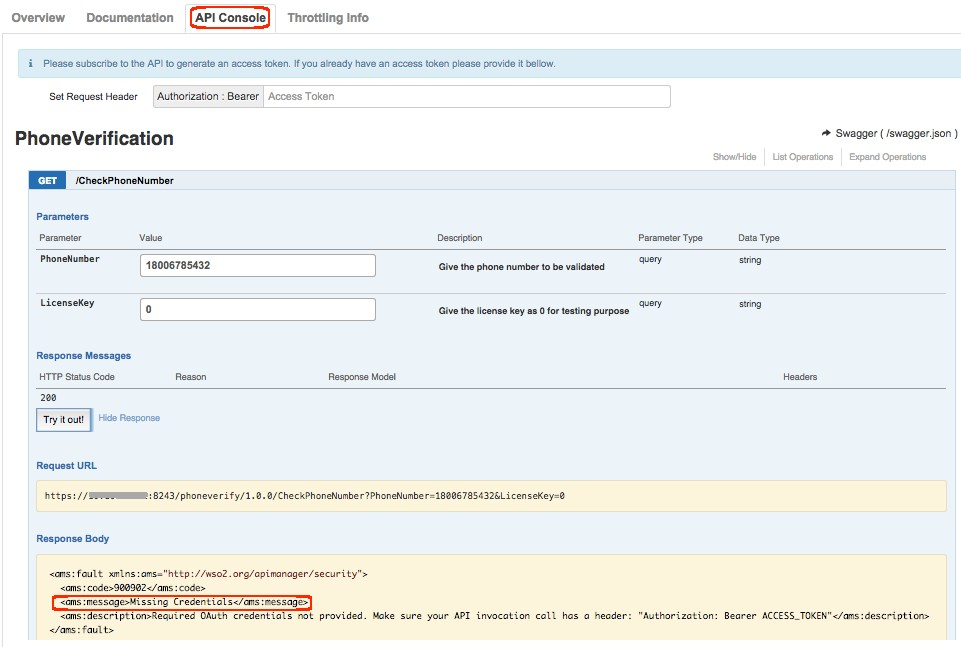 Overview Documentation API Console Throttling Info
i Please subscribe to the API to generate an access token. If you already have an access token please provide it bellow.
Set Request Header Authorization : Bearer Access Token
PhoneVerification
Swagger ( /swagger.json )
Show/Hide List Operations Expand Operations
GET /CheckPhoneNumber
Parameters
Parameter Value Description Parameter Type Data Type
PhoneNumber 18006785432 Give the phone number to be validated query string
LicenseKey 0 Give the license key as 0 for testing purpose query string
Response Messages
HTTP Status Code Reason Response Model Headers
200
Try it out! Hide Response
Request URL
https:// :8243/phoneverify/1.0.0/CheckPhoneNumber?PhoneNumber=18006785432&LicenseKey=0
Response Body
<ams:fault xmlns:ams="http://wso2.org/apimanager/security">
<ams:code>900902</ams:code>
<ams:message>Missing Credentials</ams:message>
<ams:description>Required OAuth credentials not provided. Make sure your API invocation call has a header: "Authorization: Bearer ACCESS_TOKEN"</ams:description>
</ams:fault>